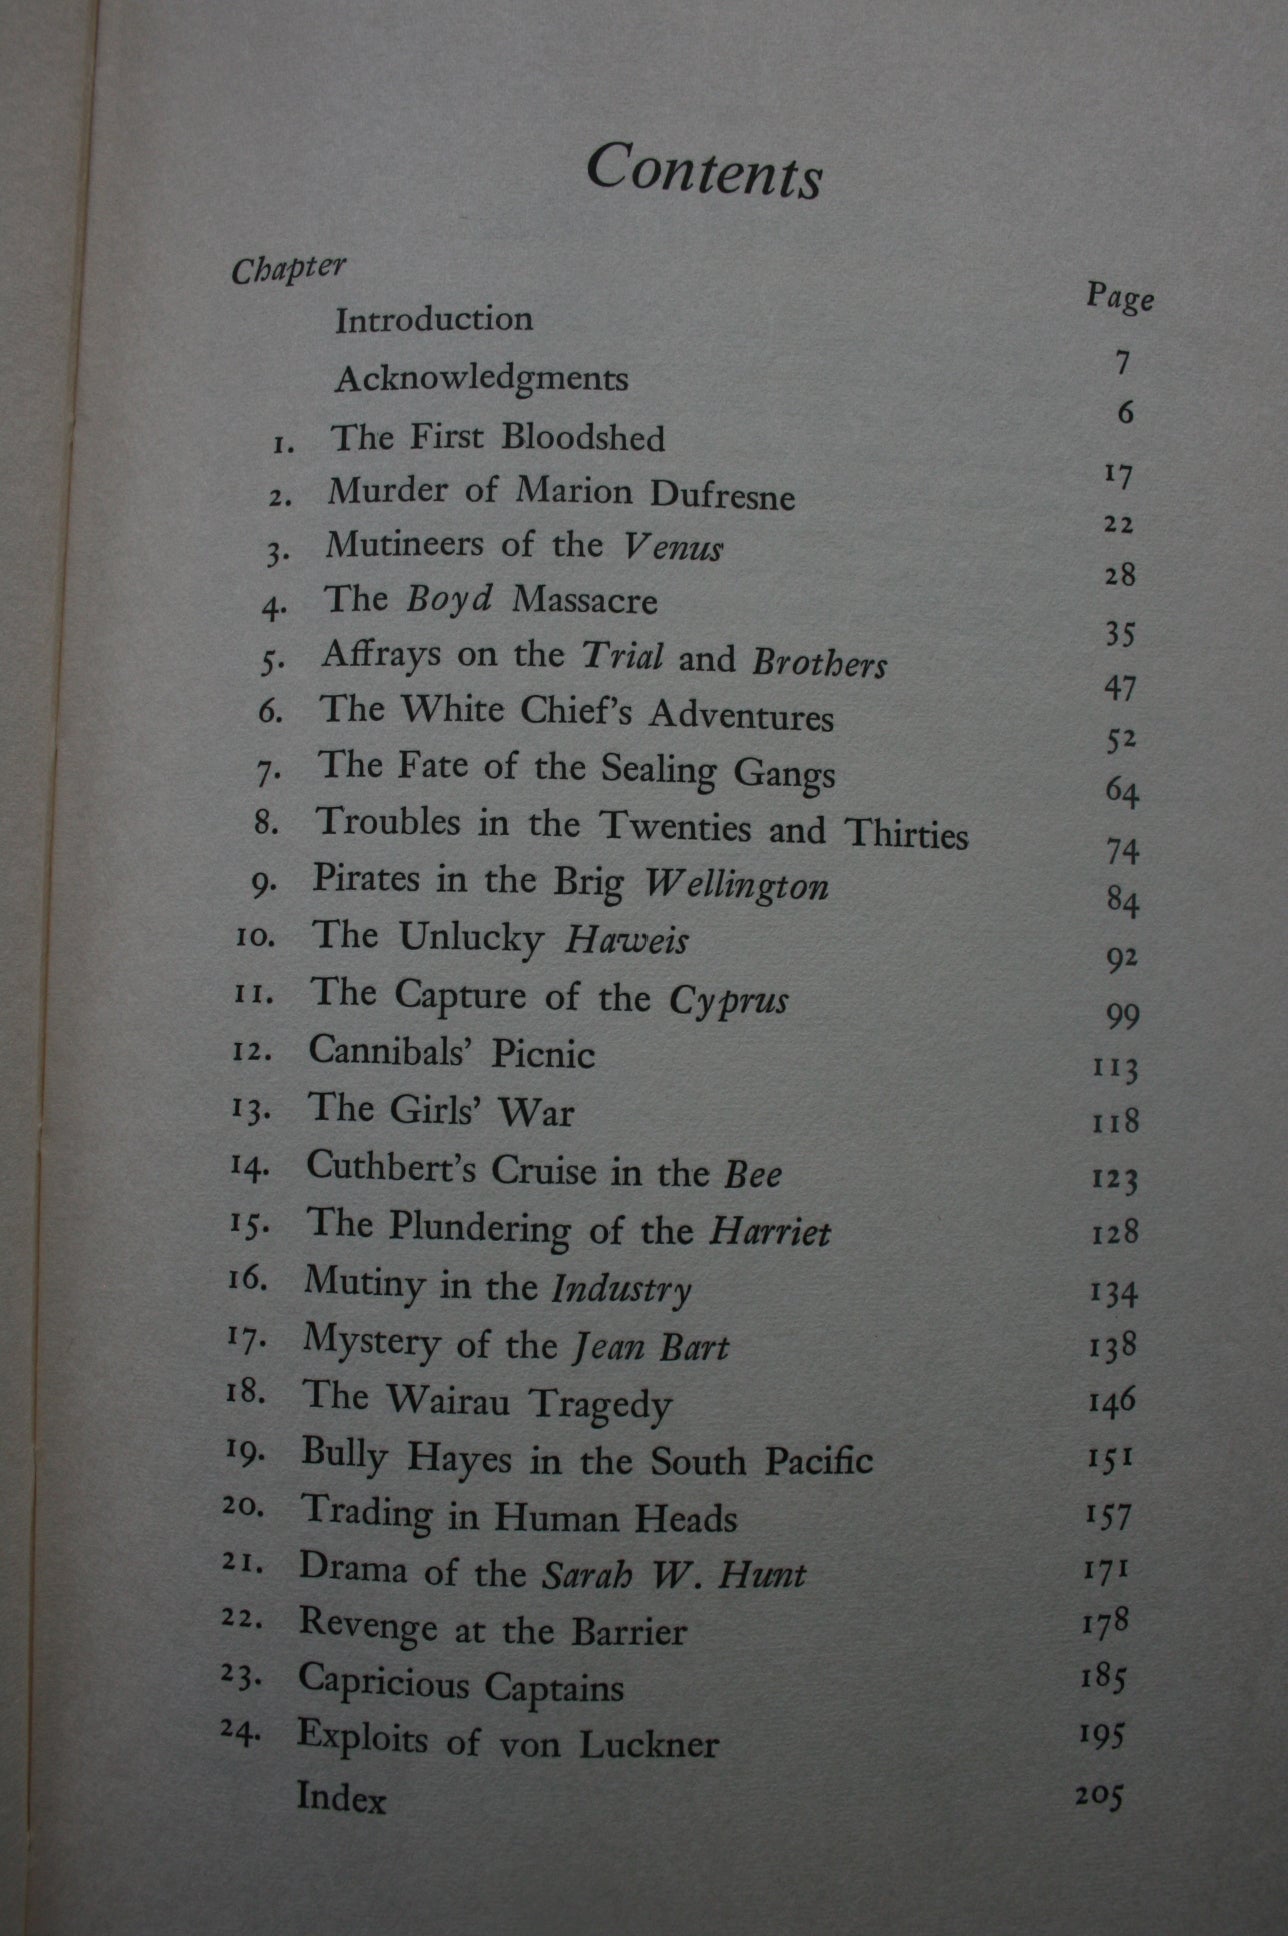 Contents
Chapter Page
Introduction 7
Acknowledgments 6
1. The First Bloodshed 17
2. Murder of Marion Dufresne 22
3. Mutineers of the Venus 28
4. The Boyd Massacre 35
5. Affrays on the Trial and Brothers 47
6. The White Chief's Adventures 52
7. The Fate of the Sealing Gangs 64
8. Troubles in the Twenties and Thirties 74
9. Pirates in the Brig Wellington 84
10. The Unlucky Haweis 92
11. The Capture of the Cyprus 99
12. Cannibals' Picnic 113
13. The Girls' War 118
14. Cuthbert's Cruise in the Bee 123
15. The Plundering of the Harriet 128
16. Mutiny in the Industry 134
17. Mystery of the Jean Bart 138
18. The Wairau Tragedy 146
19. Bully Hayes in the South Pacific 151
20. Trading in Human Heads 157
21. Drama of the Sarah W. Hunt 171
22. Revenge at the Barrier 178
23. Capricious Captains 185
24. Exploits of von Luckner 195
Index 205